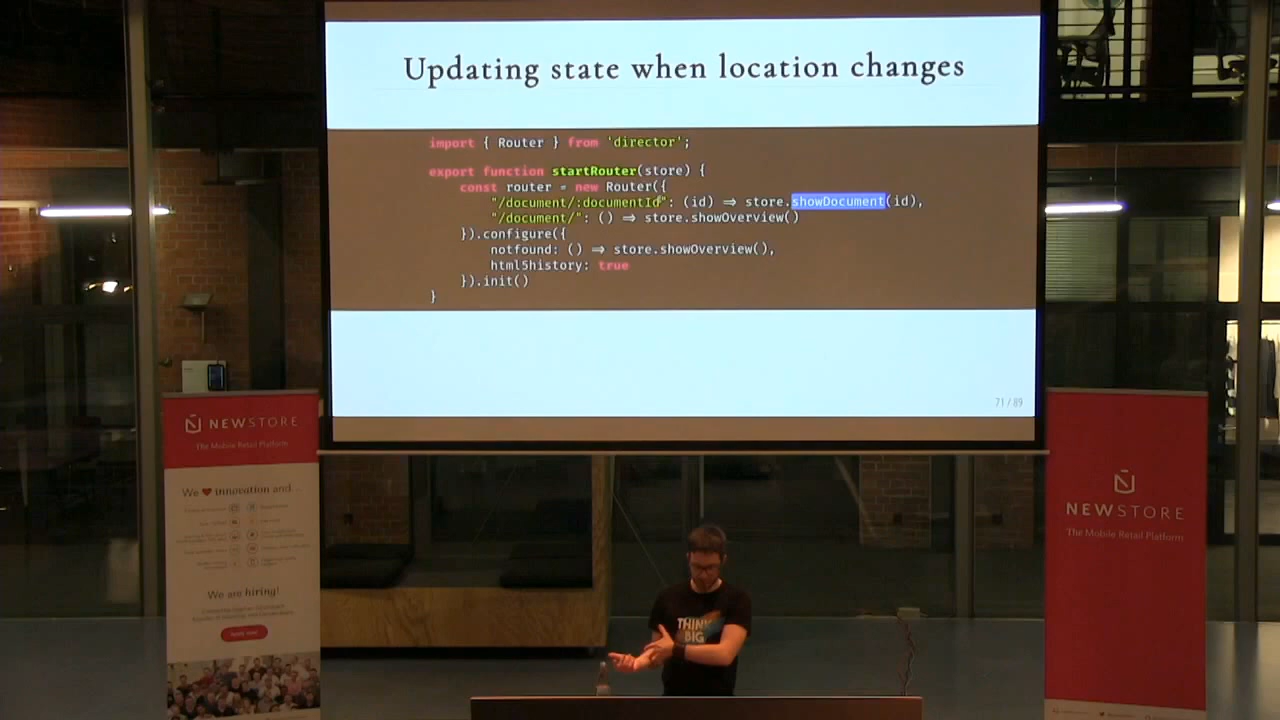 Updating state when location changes
import { Router } from 'director';
export function startRouter(store) {
const router = new Router({
"/document/:documentId": (id) => store.showDocument(id),
"/document/": () => store.showOverview()
}).configure({
notfound: () => store.showOverview(),
html5history: true
}).init()
}
71 / 89
NEWSTORE
The Mobile Retail Platform
We ❤ innovation and...
We are hiring!
NEWSTORE
The Mobile Retail Platform
THINK
BIG